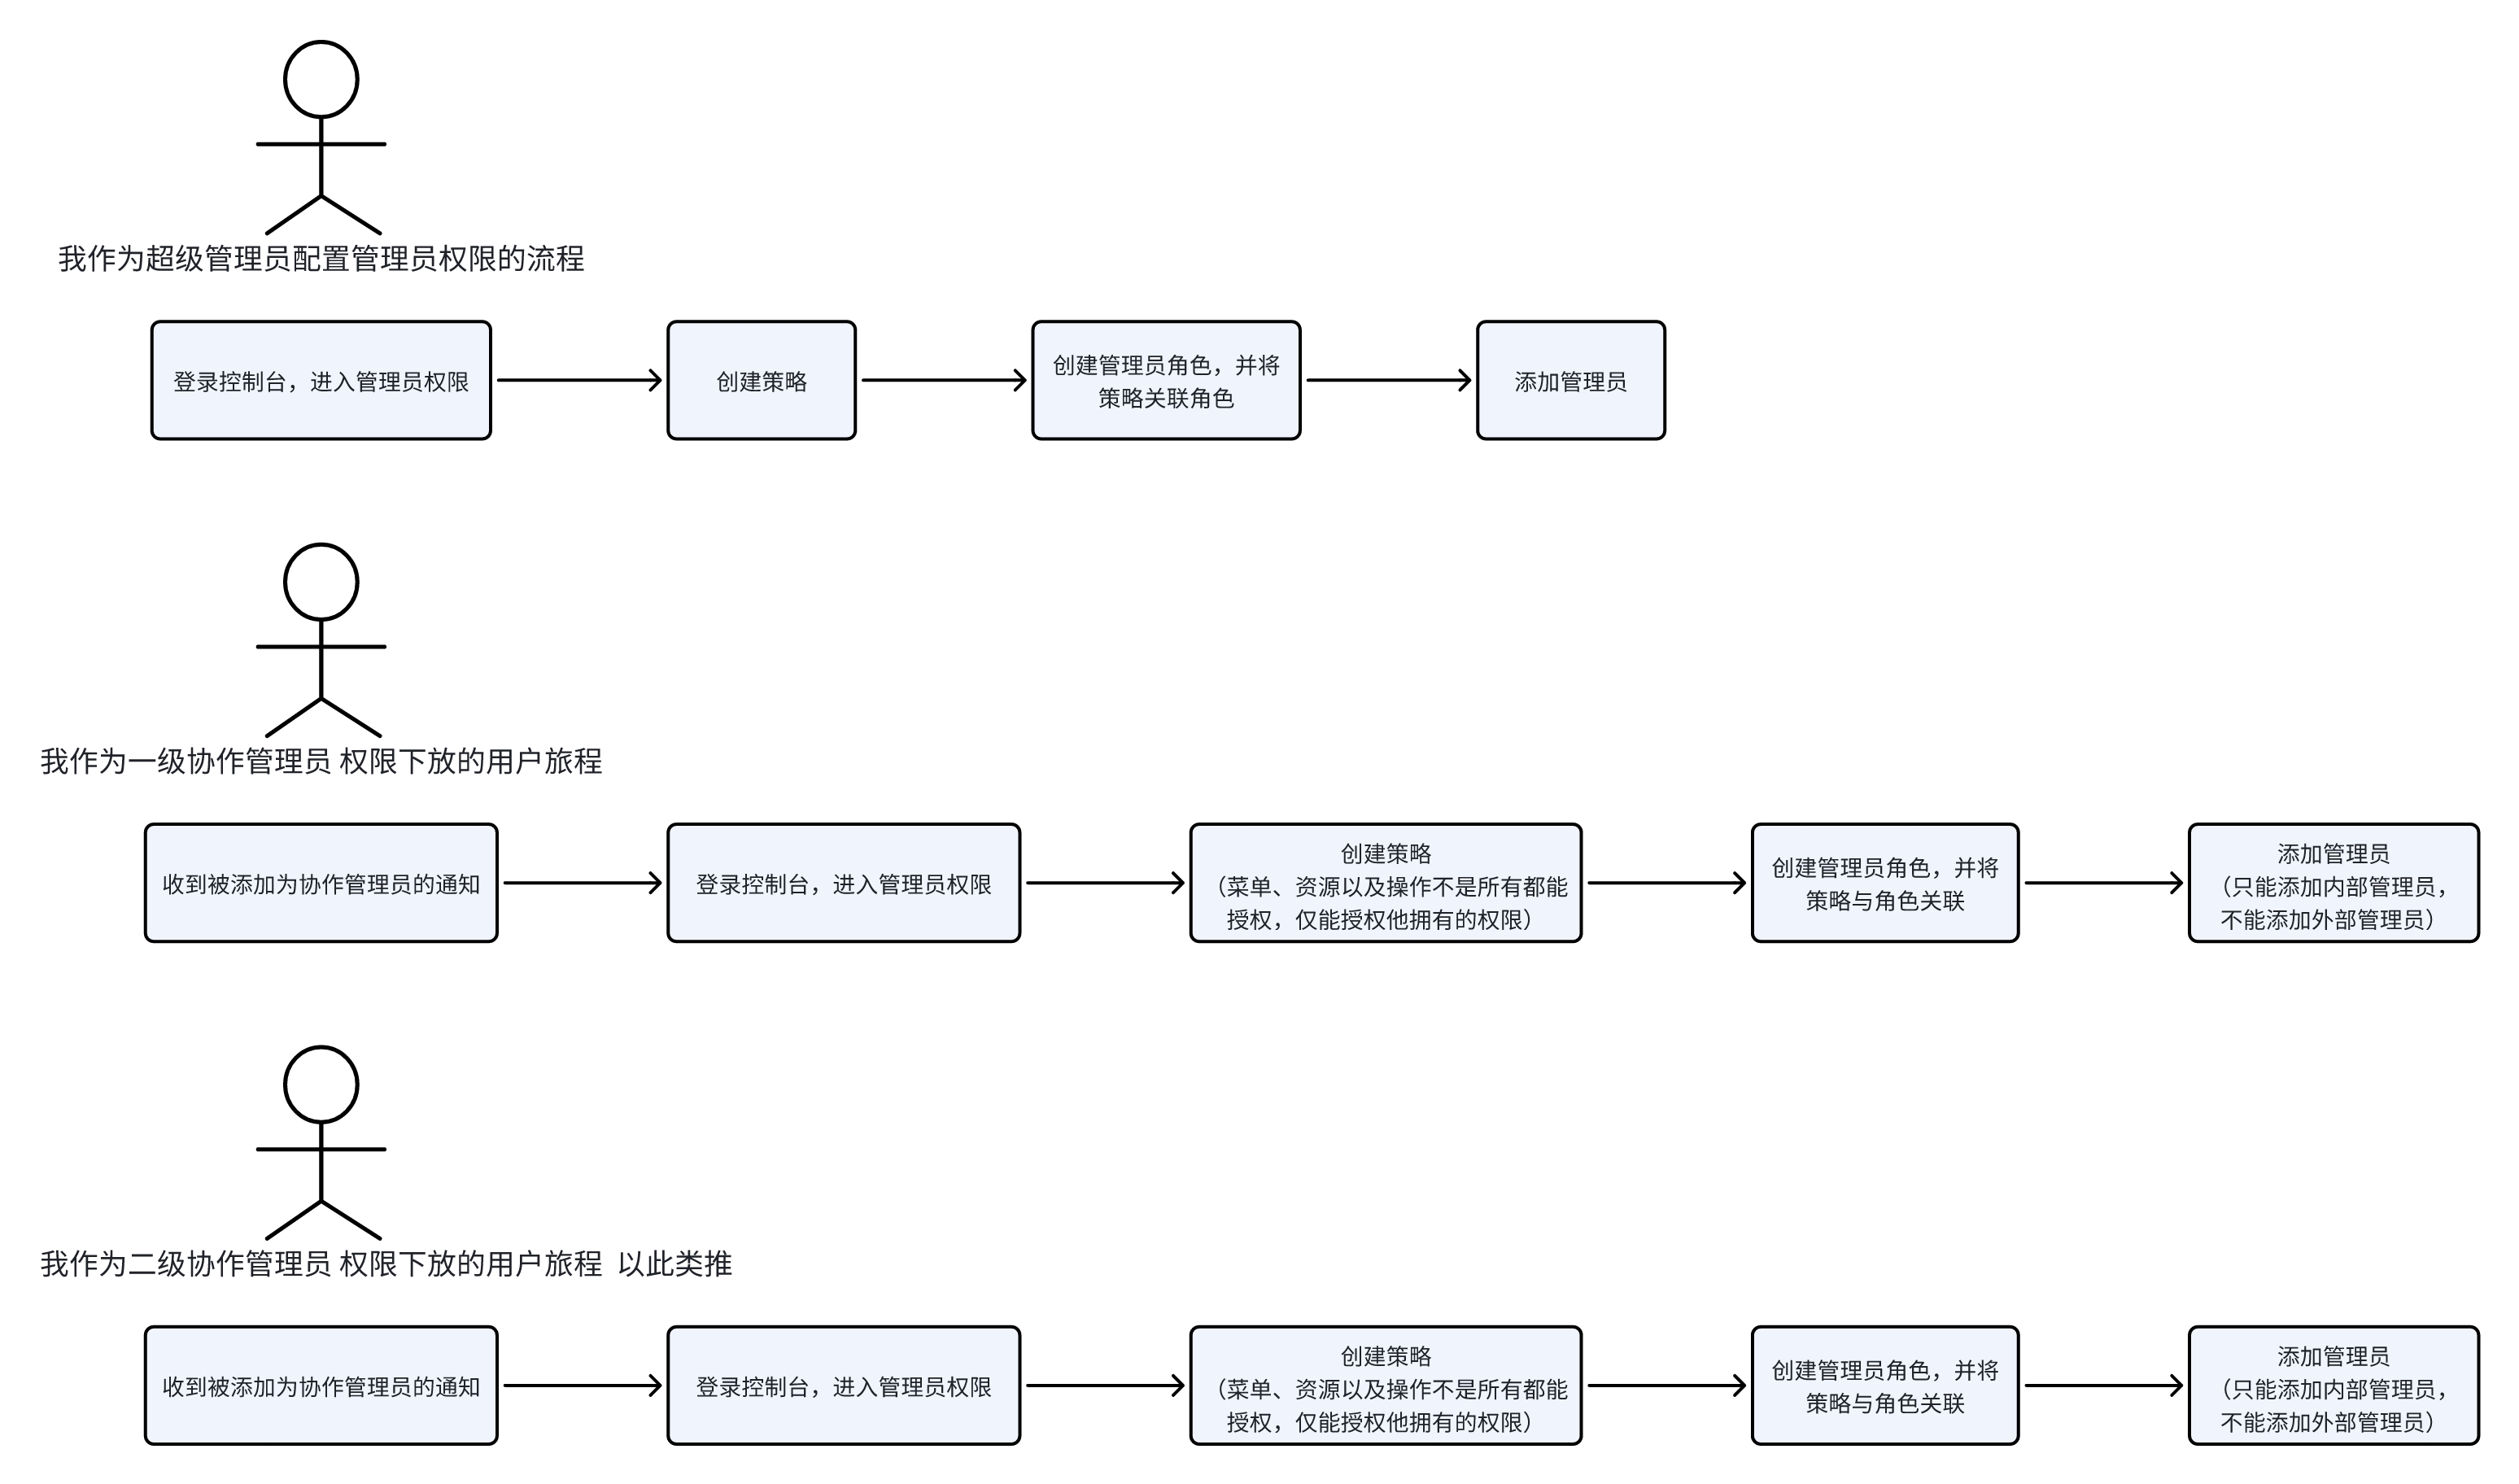 我作为超级管理员配置管理员权限的流程
登录控制台，进入管理员权限
创建策略
创建管理员角色，并将
策略关联角色
添加管理员
我作为一级协作管理员 权限下放的用户旅程
收到被添加为协作管理员的通知
登录控制台，进入管理员权限
创建策略
（菜单、资源以及操作不是所有都能
授权，仅能授权他拥有的权限）
创建管理员角色，并将
策略与角色关联
添加管理员
（只能添加内部管理员，
不能添加外部管理员）
我作为二级协作管理员 权限下放的用户旅程 以此类推
收到被添加为协作管理员的通知
登录控制台，进入管理员权限
创建策略
（菜单、资源以及操作不是所有都能
授权，仅能授权他拥有的权限）
创建管理员角色，并将
策略与角色关联
添加管理员
（只能添加内部管理员，
不能添加外部管理员）